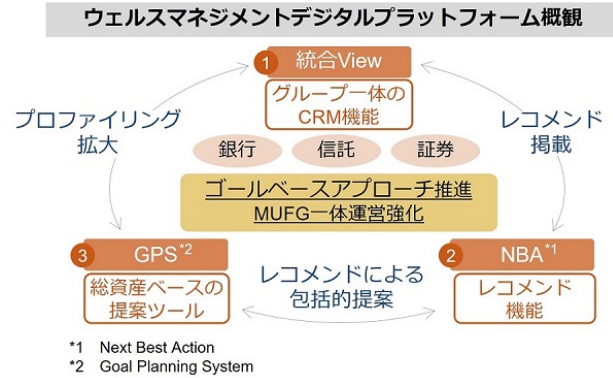 ウェルスマネジメントデジタルプラットフォーム概観
1 統合View
グループ一体の
CRM機能
プロファイリング
拡大
レコメンド
掲載
銀行 信託 証券
ゴールベースアプローチ推進
MUFG一体運営強化
3 GPS*2
総資産ベースの
提案ツール
レコメンドによる
包括的提案
2 NBA*1
レコメンド
機能
*1 Next Best Action
*2 Goal Planning System